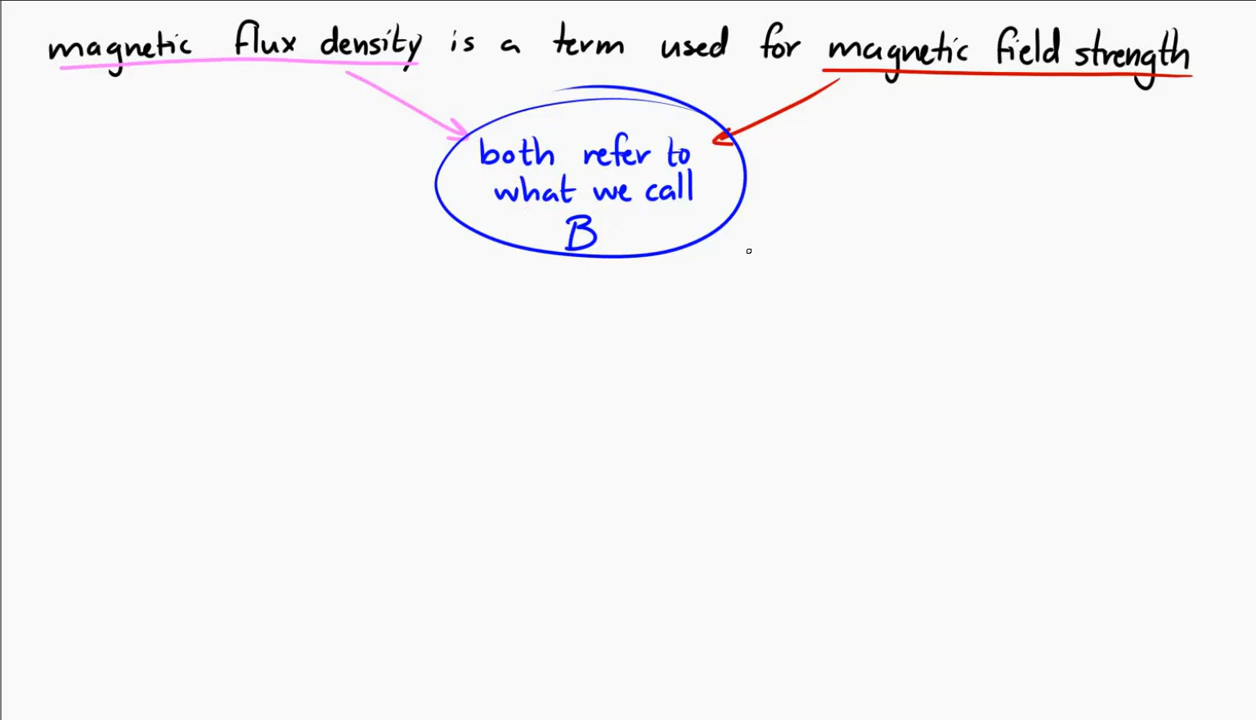 magnetic flux density is a term used for magnetic field strength
both refer to
what we call
B